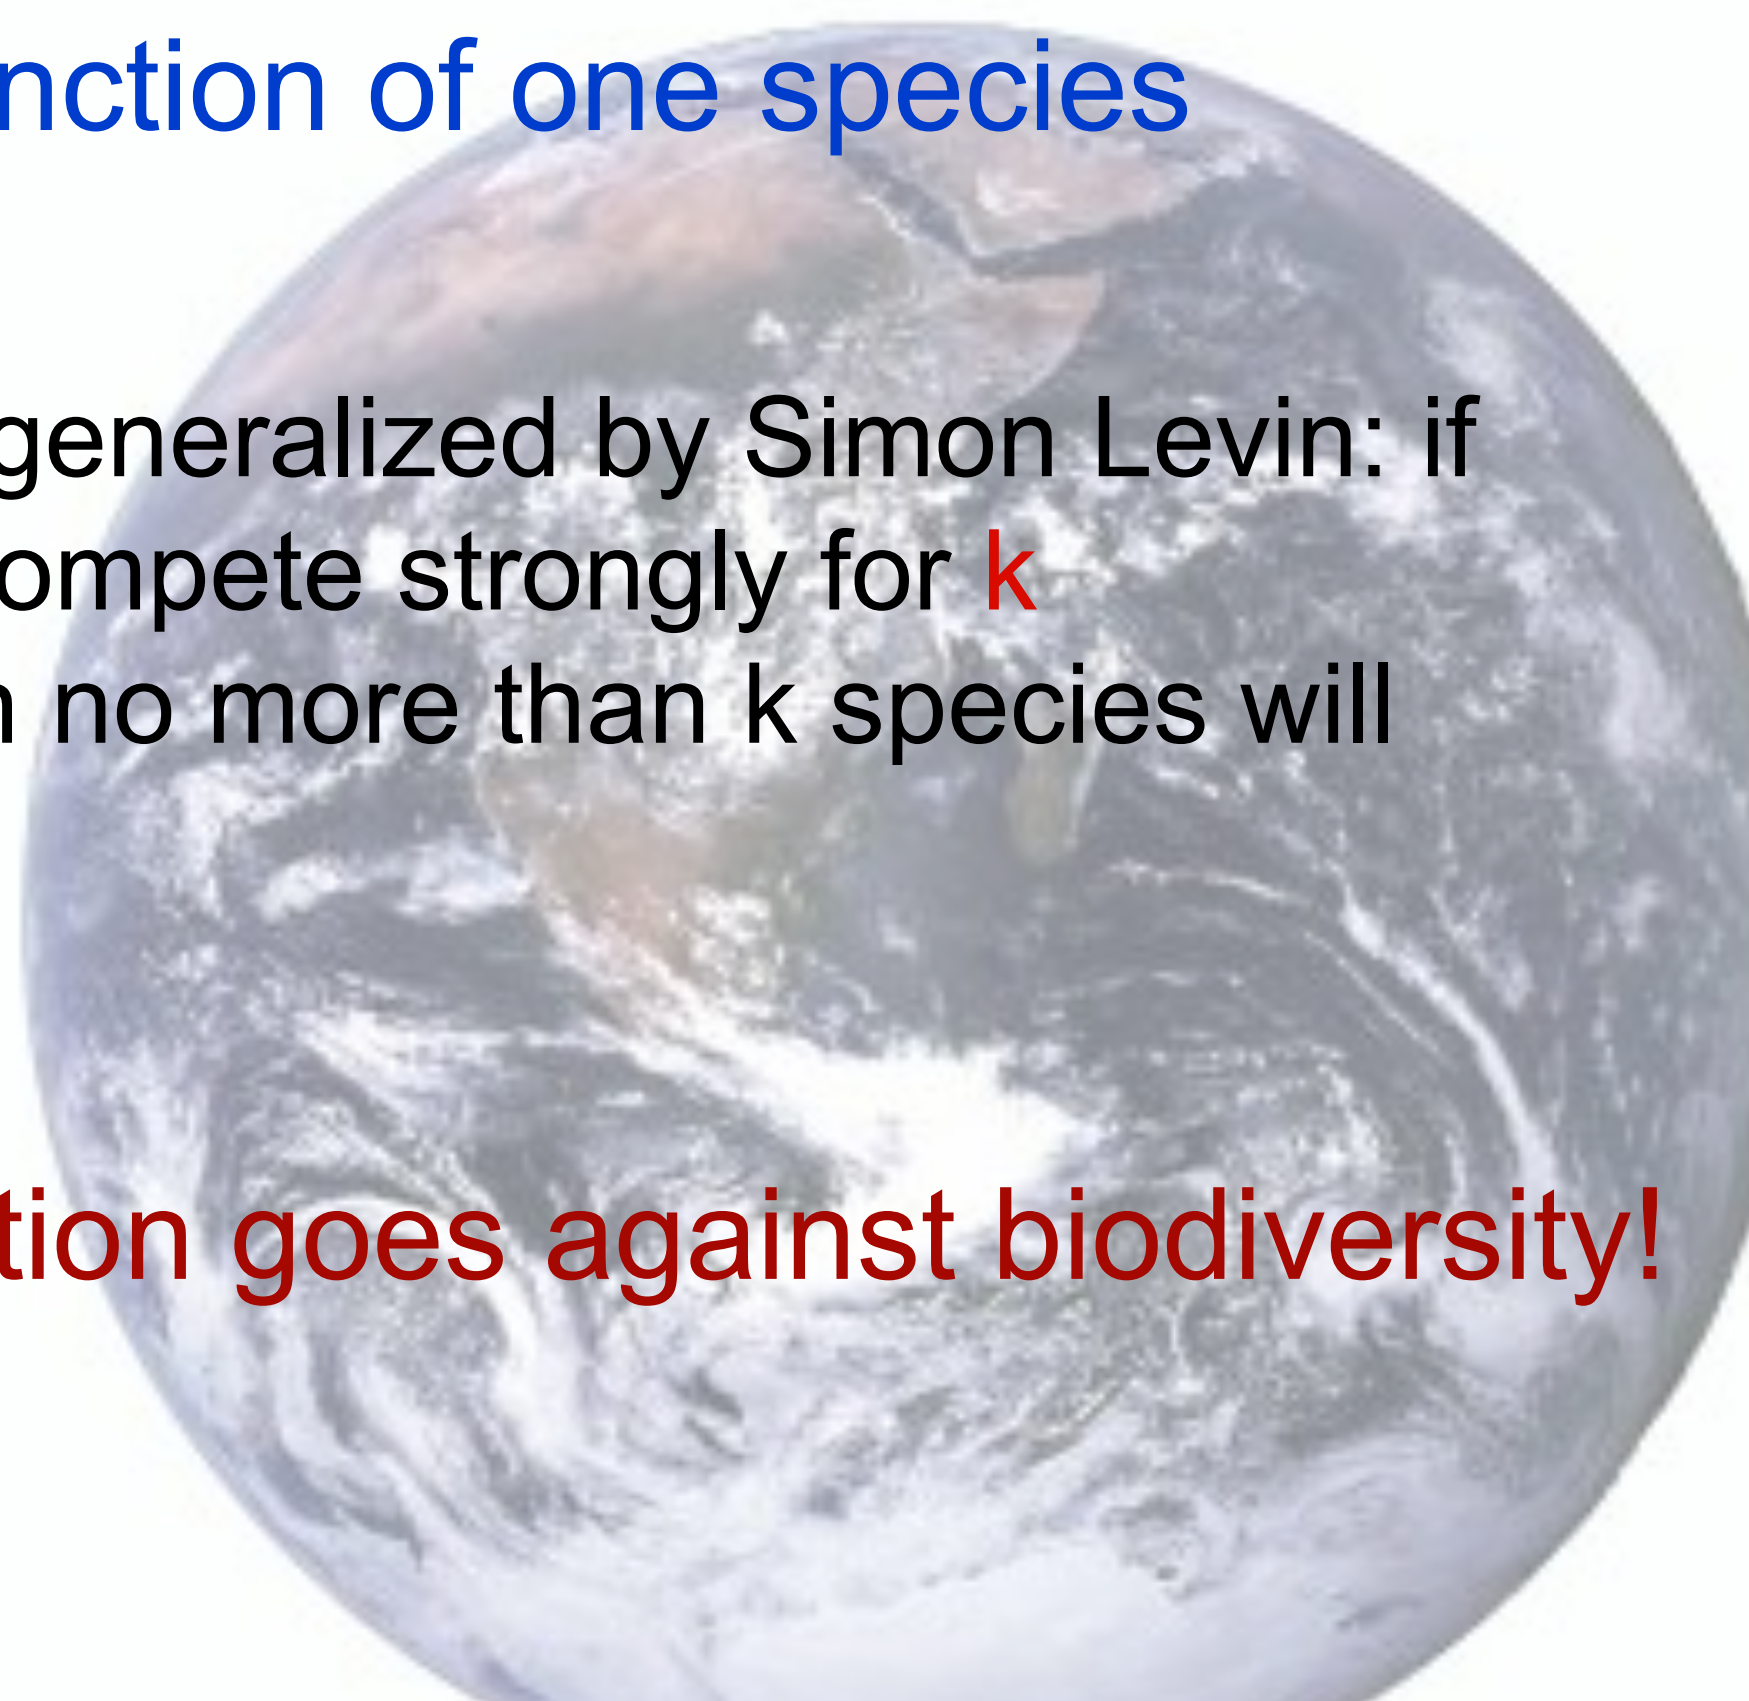 nction of one species
generalized by Simon Levin: if
ompete strongly for k
n no more than k species will
tion goes against biodiversity!